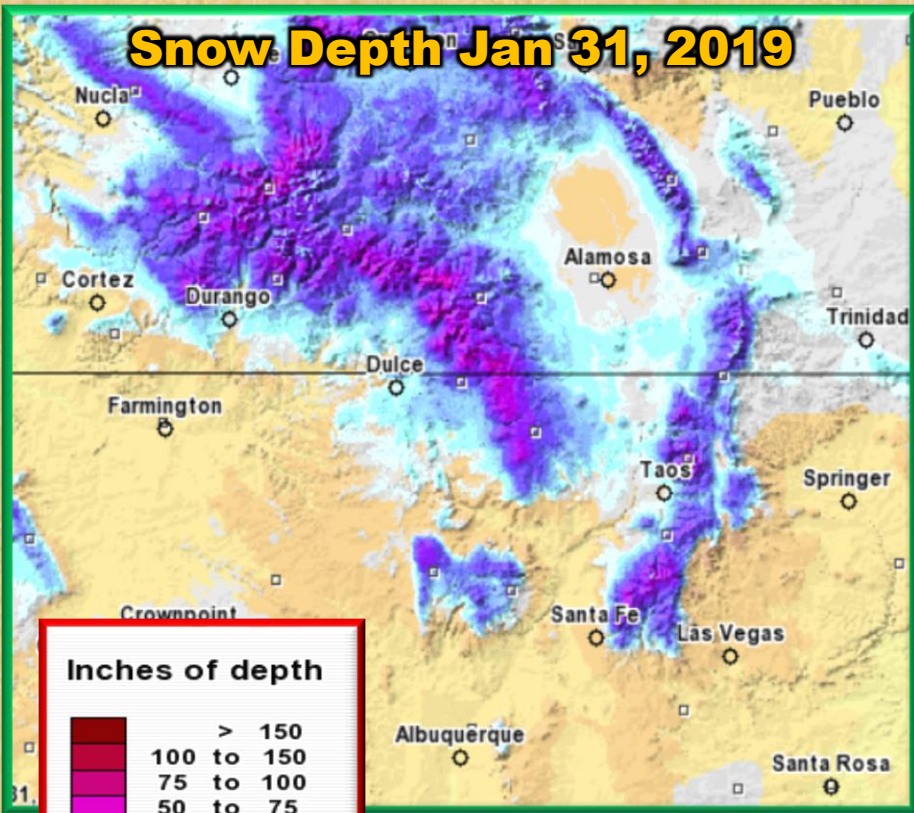 Snow Depth Jan 31, 2019
Nucla
Pueblo
Alamosa
Cortez
Durango
Trinidad
Dulce
Farmington
Taos
Springer
Crownpoint
Santa Fe
Las Vegas
Albuquerque
Santa Rosa
Inches of depth
> 150
100 to 150
75 to 100
50 to 75
31,